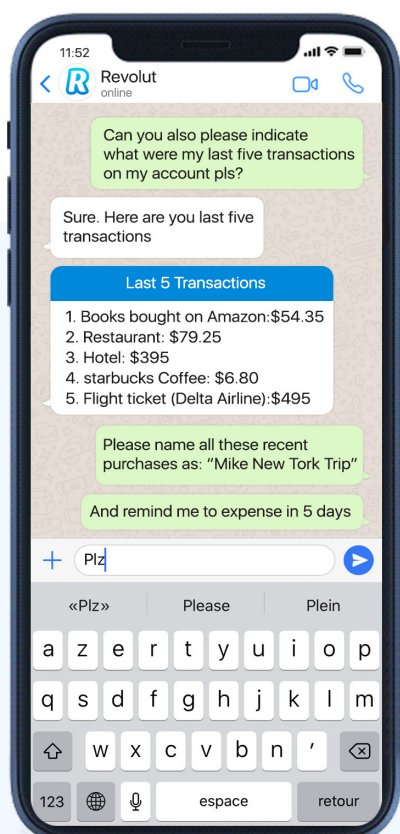 11:52
R Revolut
online
Can you also please indicate
what were my last five transactions
on my account pls?
Sure. Here are you last five
transactions
Last 5 Transactions
1. Books bought on Amazon:$54.35
2. Restaurant: $79.25
3. Hotel: $395
4. starbucks Coffee: $6.80
5. Flight ticket (Delta Airline):$495
Please name all these recent
purchases as: “Mike New Tork Trip”
And remind me to expense in 5 days
Plz
«Plz» Please Plein
a z e r t y u i o p
q s d f g h j k l m
w x c v b n ’
123 espace retour